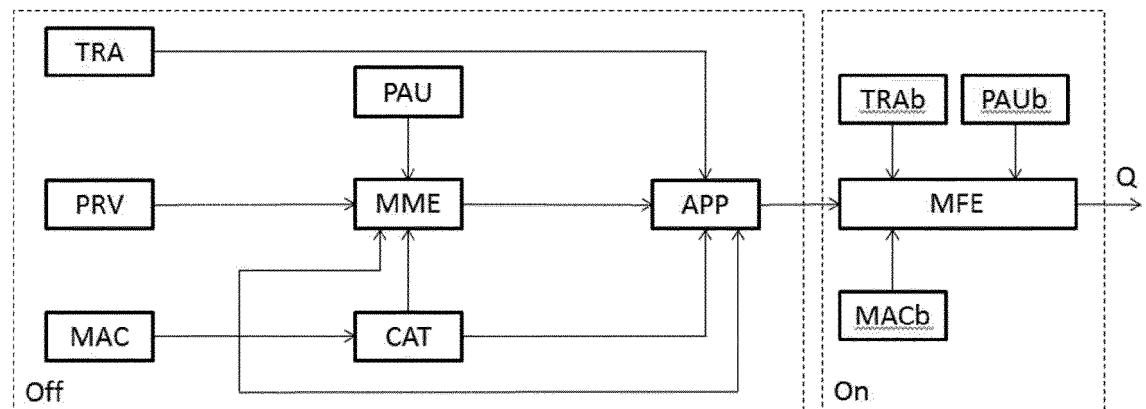 TRA
PAU
TRAb
PAUb
PRV
MME
APP
MFE
Q
MAC
CAT
MACb
Off
On